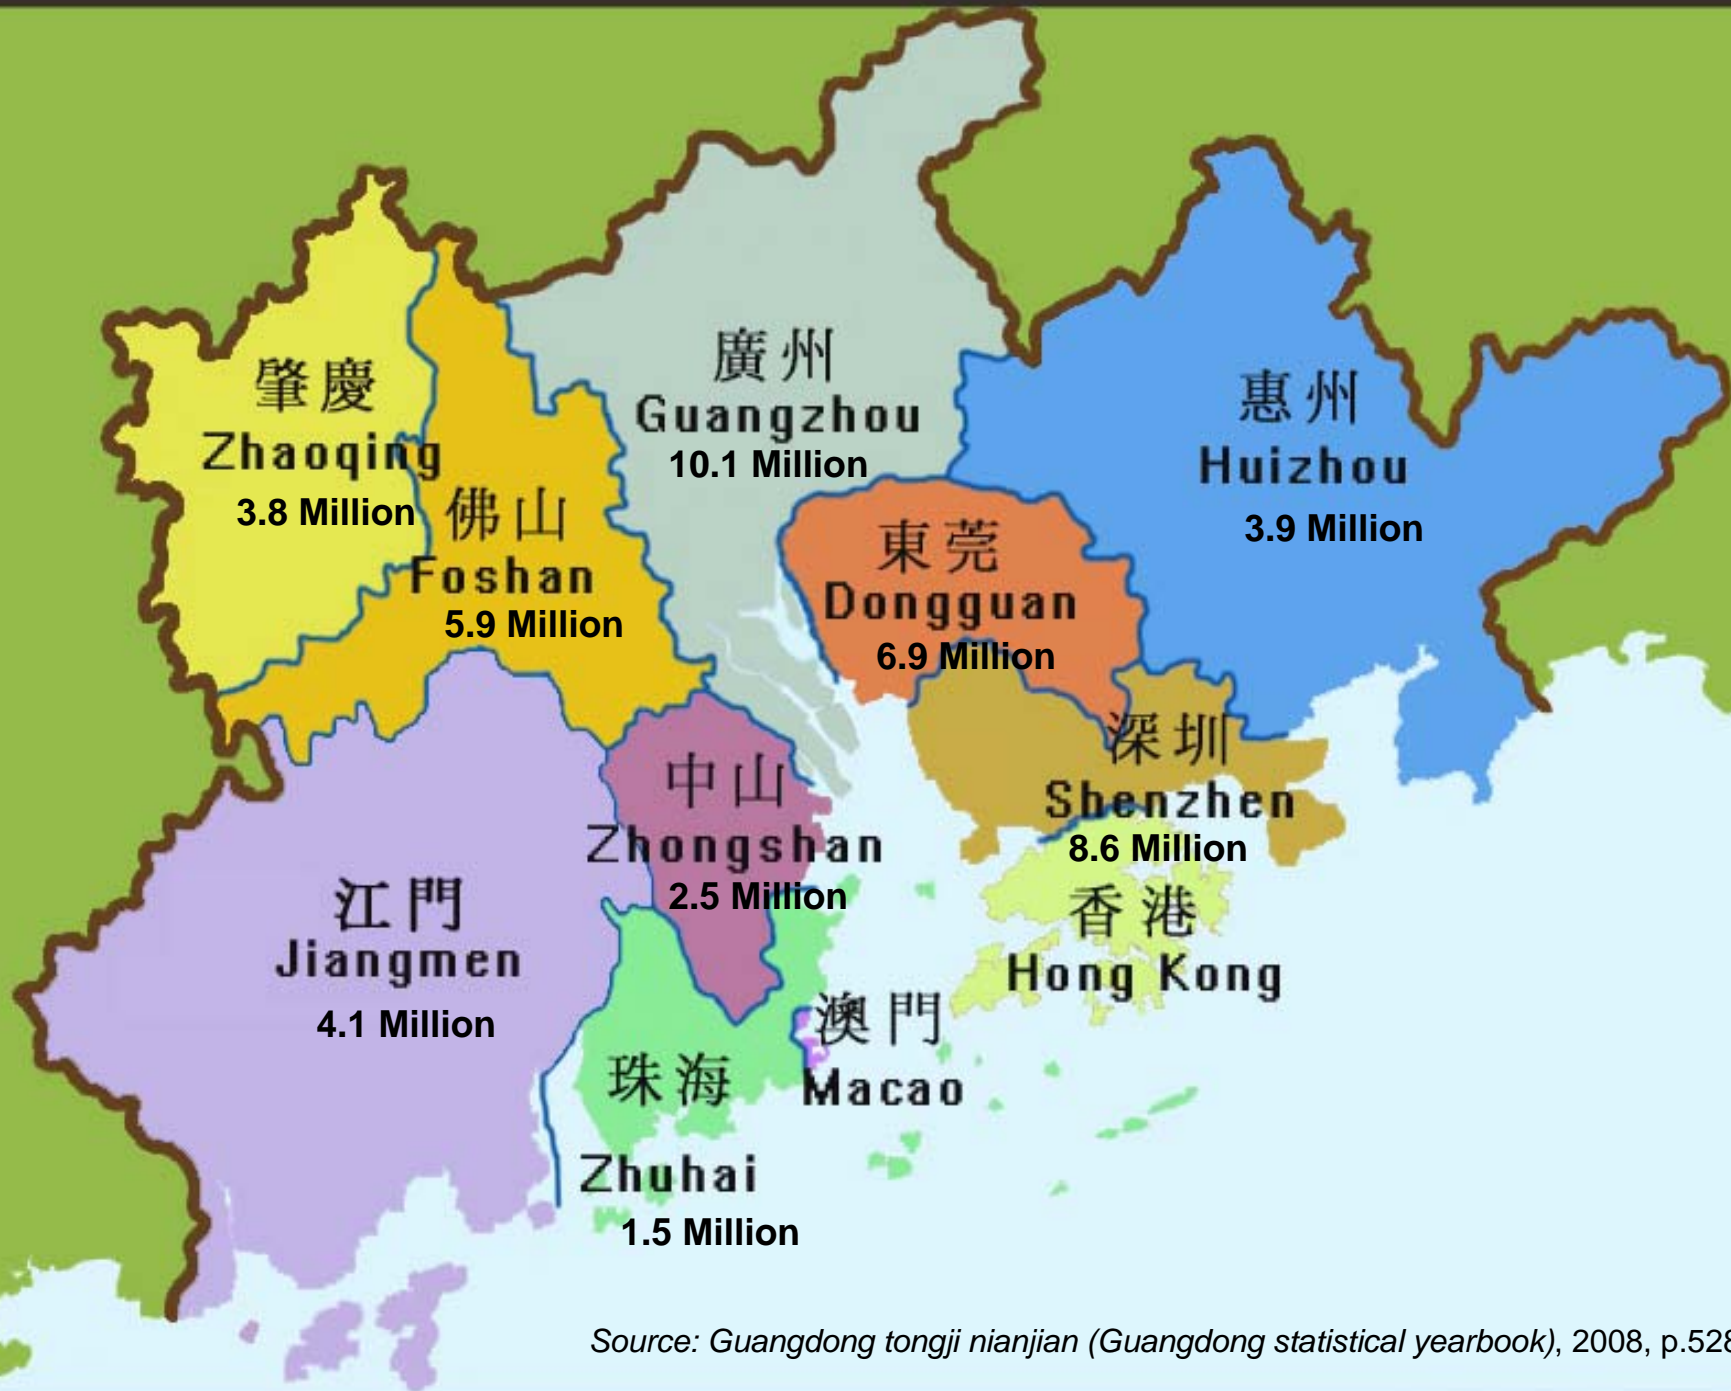 廣州
Guangzhou
10.1 Million
肇慶
Zhaoqing
3.8 Million
惠州
Huizhou
3.9 Million
佛山
Foshan
5.9 Million
東莞
Dongguan
6.9 Million
深圳
Shenzhen
8.6 Million
中山
Zhongshan
2.5 Million
江門
Jiangmen
4.1 Million
香港
Hong Kong
澳門
Macao
珠海
Zhuhai
1.5 Million
Source: Guangdong tongji nianjian (Guangdong statistical yearbook), 2008, p.528